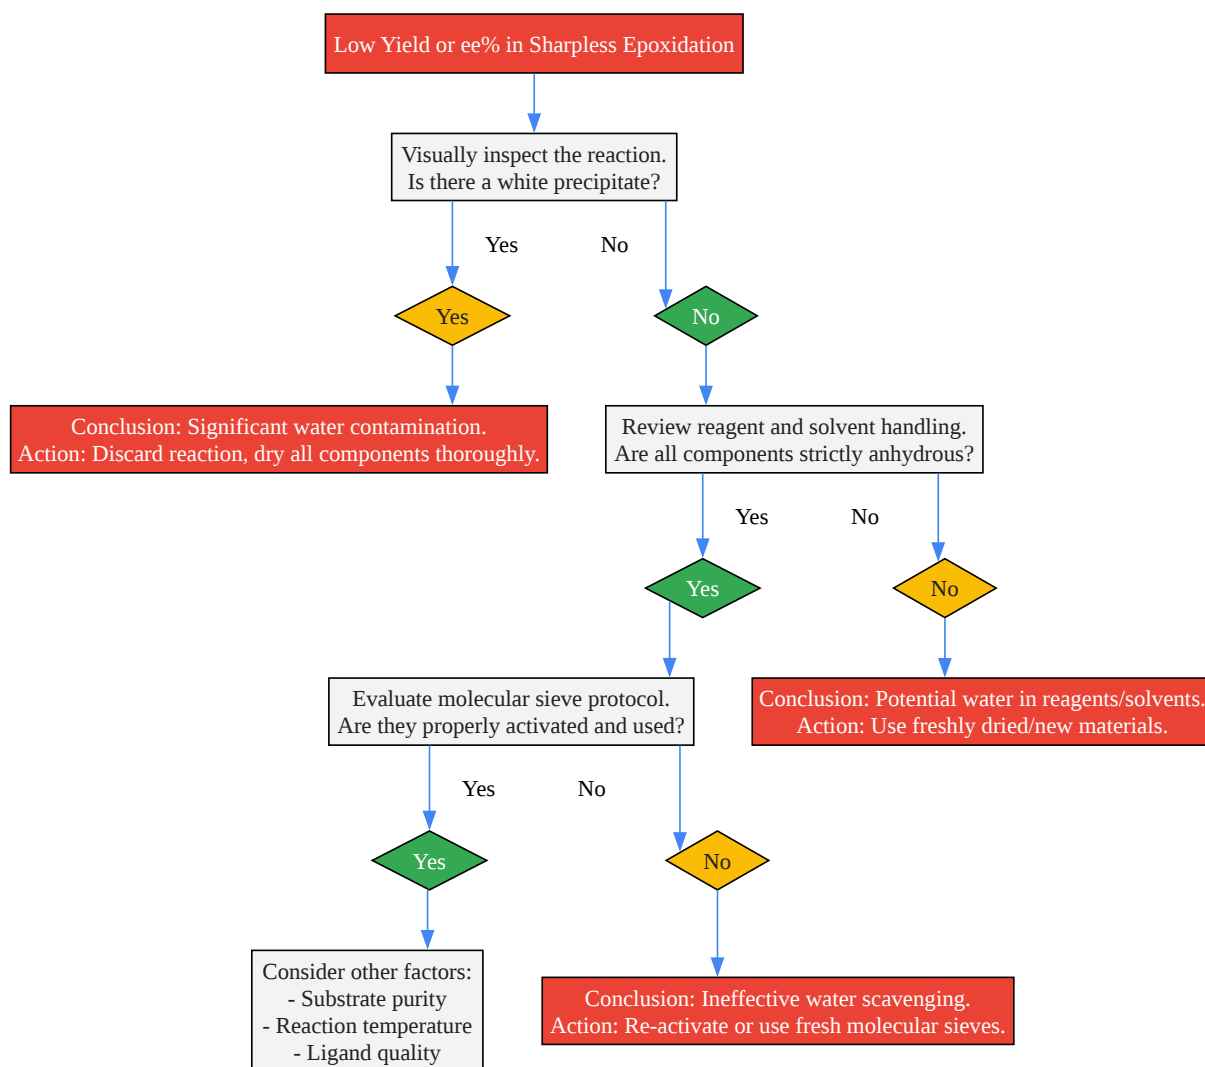 Low Yield or ee% in Sharpless Epoxidation
Visually inspect the reaction.
Is there a white precipitate?
Yes
No
Yes
No
Conclusion: Significant water contamination.
Action: Discard reaction, dry all components thoroughly.
Review reagent and solvent handling.
Are all components strictly anhydrous?
Yes
No
Yes
No
Evaluate molecular sieve protocol.
Are they properly activated and used?
Conclusion: Potential water in reagents/solvents.
Action: Use freshly dried/new materials.
Yes
No
Yes
No
Consider other factors:
- Substrate purity
- Reaction temperature
- Ligand quality
Conclusion: Ineffective water scavenging.
Action: Re-activate or use fresh molecular sieves.